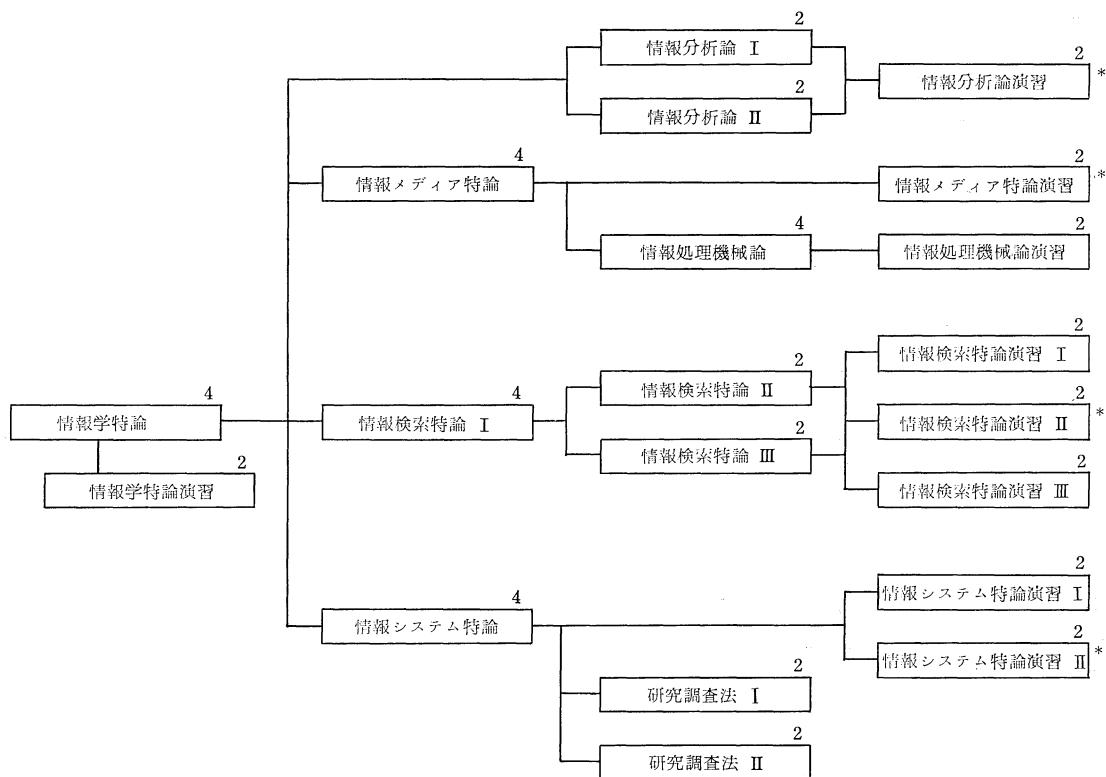 2
情報分析論 I
2
情報分析論演習 *
2
情報分析論 II
4
情報メディア特論
2
情報メディア特論演習 *
4
情報処理機械論
2
情報処理機械論演習
2
情報検索特論演習 I
4
情報学特論
4
情報検索特論 I
2
情報検索特論 II
2
情報検索特論演習 II *
2
情報検索特論 III
2
情報学特論演習
2
情報検索特論演習 III
2
情報システム特論演習 I
4
情報システム特論
2
情報システム特論演習 II *
2
研究調査法 I
2
研究調査法 II